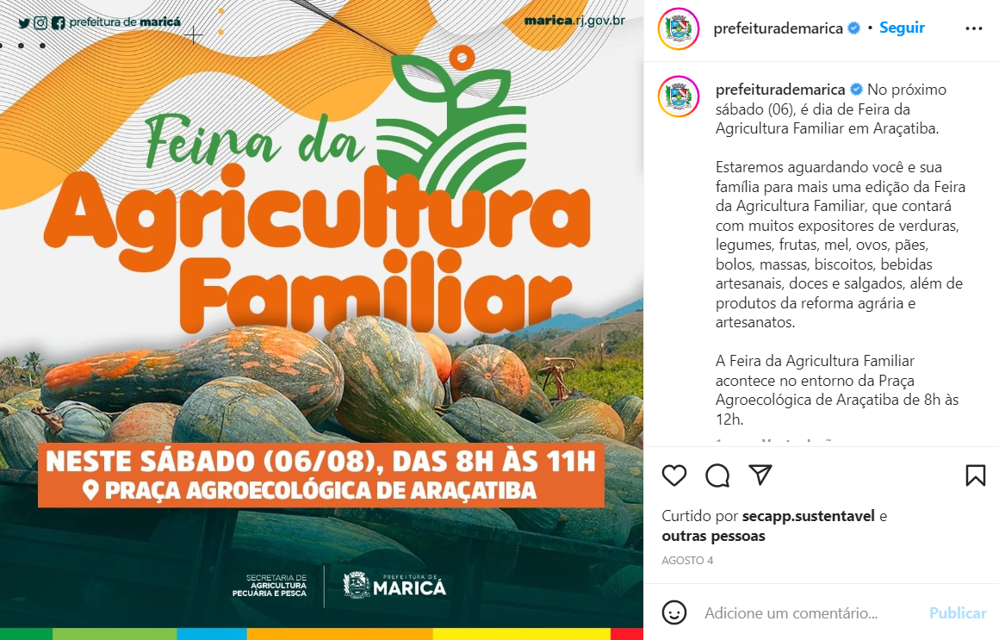 prefeitura de maricá
marica.rj.gov.br
Feira da
Agricultura
Familiar
NESTE SÁBADO (06/08), DAS 8H ÀS 11H
PRAÇA AGROECOLÓGICA DE ARAÇATIBA
SECRETARIA DE
AGRICULTURA
PECUÁRIA E PESCA
PREFEITURA DE
MARICÁ
prefeiturademarica • Seguir
prefeiturademarica No próximo
sábado (06), é dia de Feira da
Agricultura Familiar em Araçatiba.
Estaremos aguardando você e sua
família para mais uma edição da Feira
da Agricultura Familiar, que contará
com muitos expositores de verduras,
legumes, frutas, mel, ovos, pães,
bolos, massas, biscoitos, bebidas
artesanais, doces e salgados, além de
produtos da reforma agrária e
artesanatos.
A Feira da Agricultura Familiar
acontece no entorno da Praça
Agroecológica de Araçatiba de 8h às
12h.
Curtido por secapp.sustentavel e
outras pessoas
AGOSTO 4
Adicione um comentário... Publicar